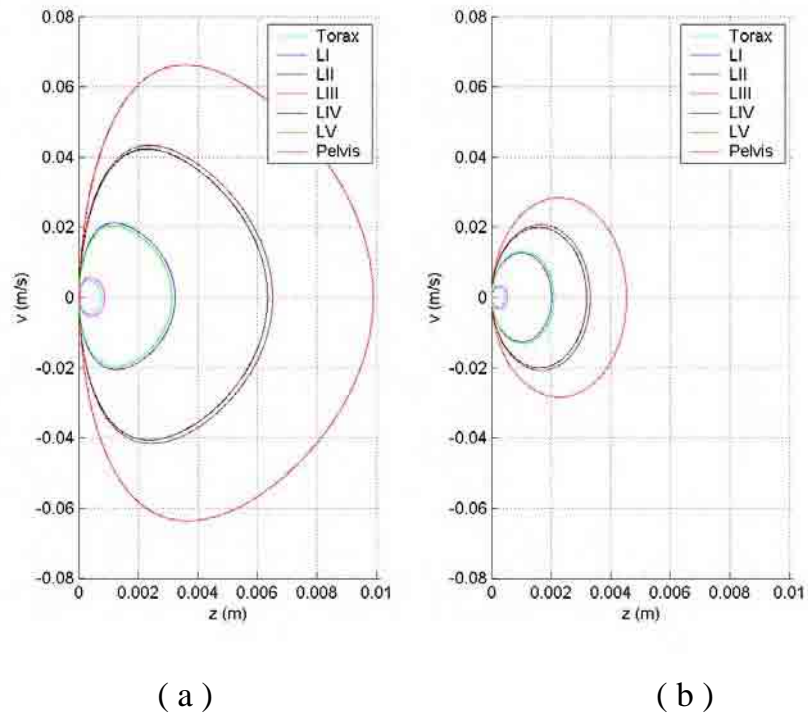 0.08
0.06
0.04
0.02
0
-0.02
-0.04
-0.06
-0.08
v (m/s)
0 0.002 0.004 0.006 0.008 0.01
z (m)
Torax
LI
LII
LIII
LIV
LV
Pelvis
( a )
0.08
0.06
0.04
0.02
0
-0.02
-0.04
-0.06
-0.08
v (m/s)
0 0.002 0.004 0.006 0.008 0.01
z (m)
Torax
LI
LII
LIII
LIV
LV
Pelvis
( b )